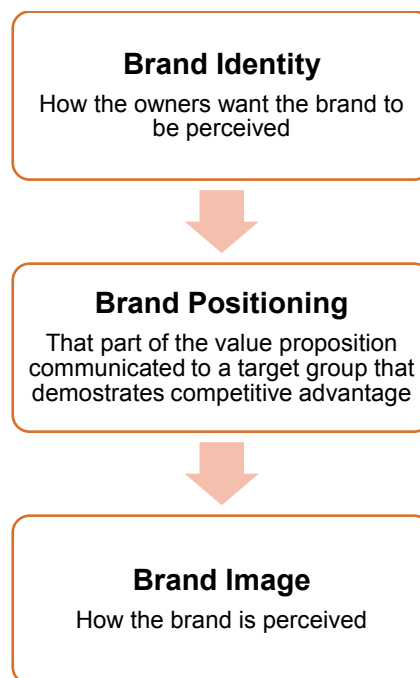 Brand Identity
How the owners want the brand to
be perceived
Brand Positioning
That part of the value proposition
communicated to a target group that
demostrates competitive advantage
Brand Image
How the brand is perceived